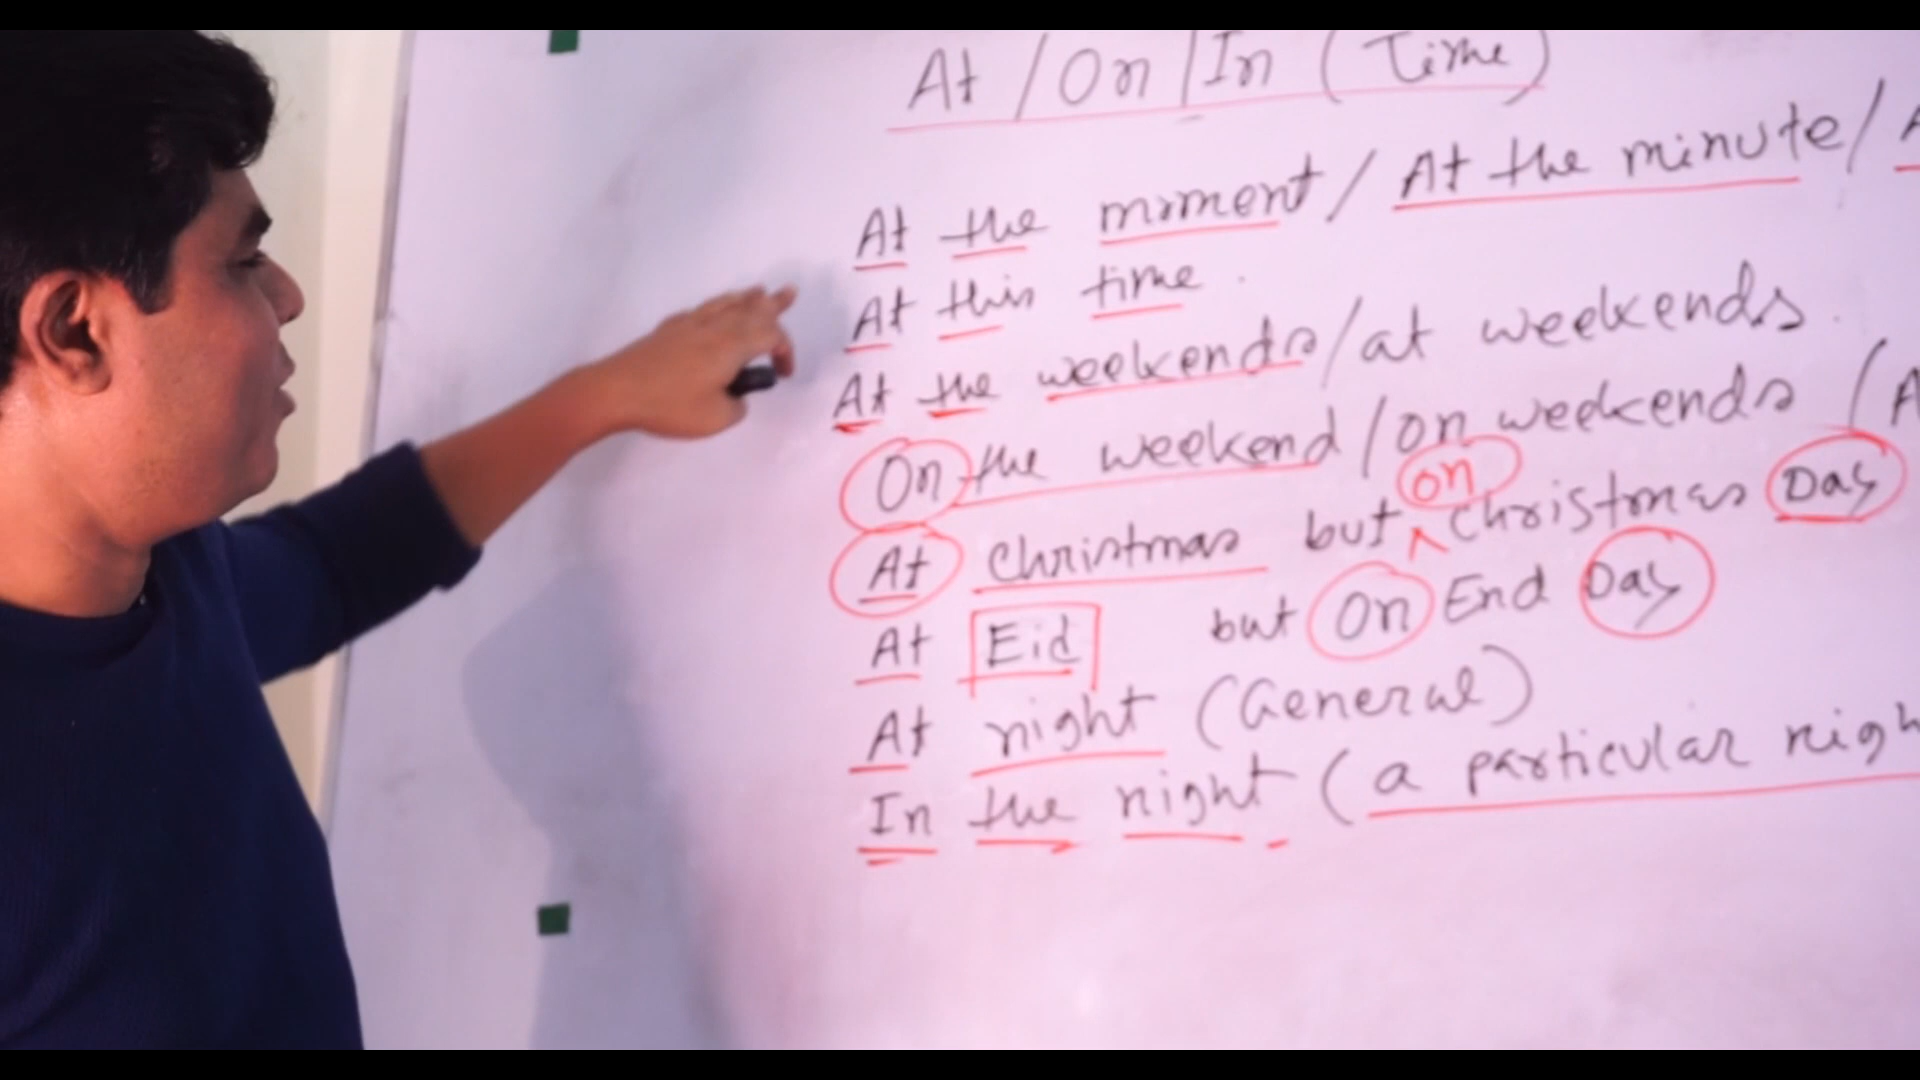 At / On / In (Time)
At the moment / At the minute / A
At this time.
At the weekends / at weekends.
On the weekend / on weekends (A
At christmas but on christmas Day
At Eid but On End Day
At night (General)
In the night (a particular nigh